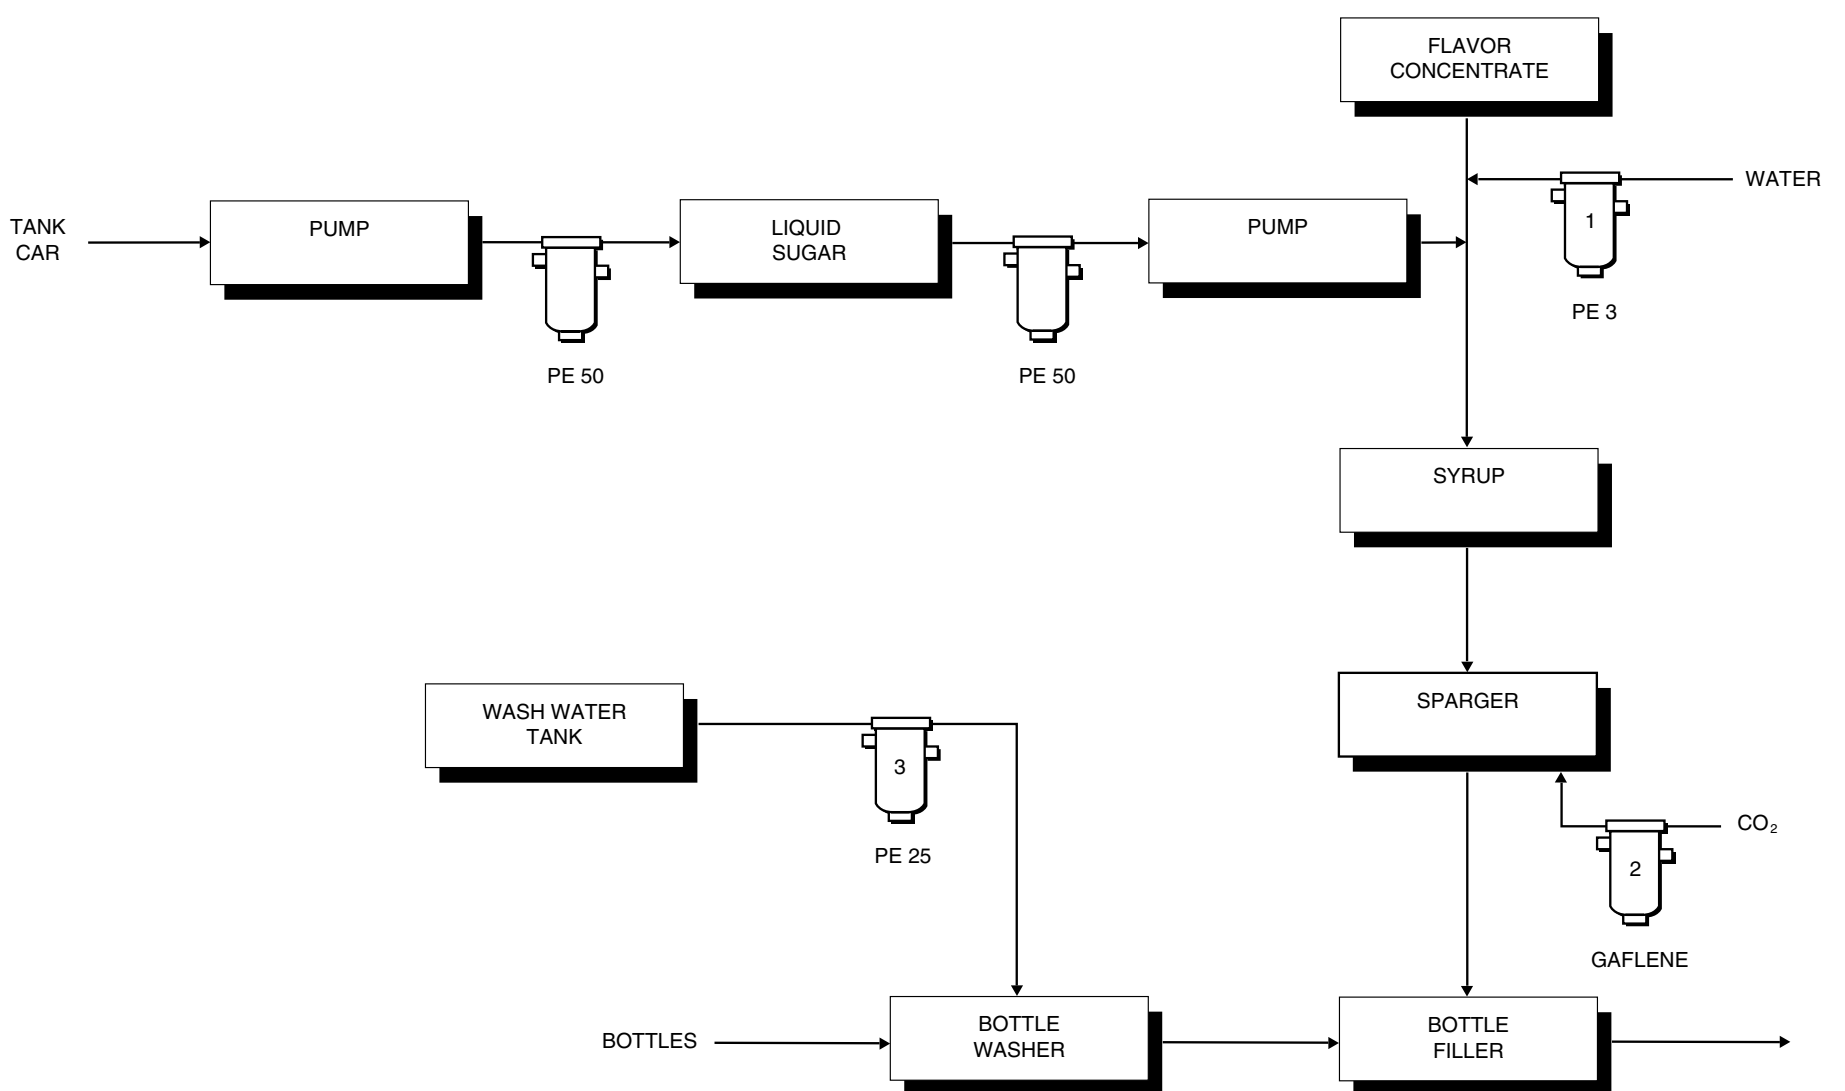 FLAVOR
CONCENTRATE
WATER
1
PE 3
TANK
CAR
PUMP
LIQUID
SUGAR
PUMP
PE 50
PE 50
SYRUP
SPARGER
WASH WATER
TANK
3
PE 25
CO₂
2
GAFLENE
BOTTLES
BOTTLE
WASHER
BOTTLE
FILLER